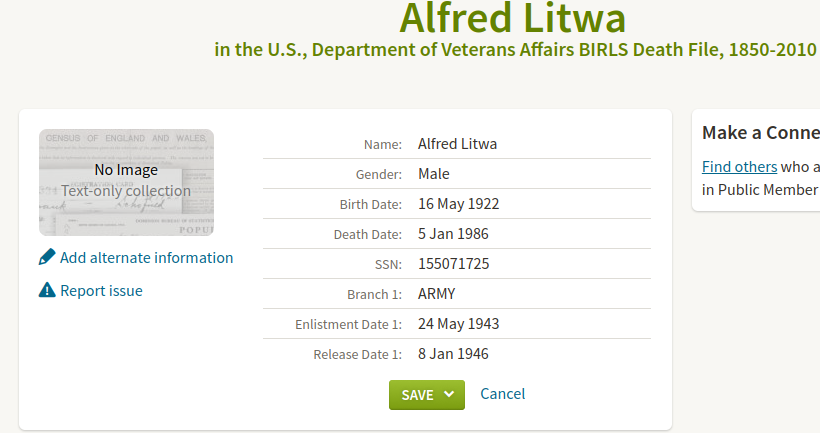 Alfred Litwa
in the U.S., Department of Veterans Affairs BIRLS Death File, 1850-2010
CENSUS OF ENGLAND AND WALES,
No Image
Text-only collection
POPU
Add alternate information
Report issue
Name: Alfred Litwa
Gender: Male
Birth Date: 16 May 1922
Death Date: 5 Jan 1986
SSN: 155071725
Branch 1: ARMY
Enlistment Date 1: 24 May 1943
Release Date 1: 8 Jan 1946
SAVE
Cancel
Make a Conne
Find others who a
in Public Member